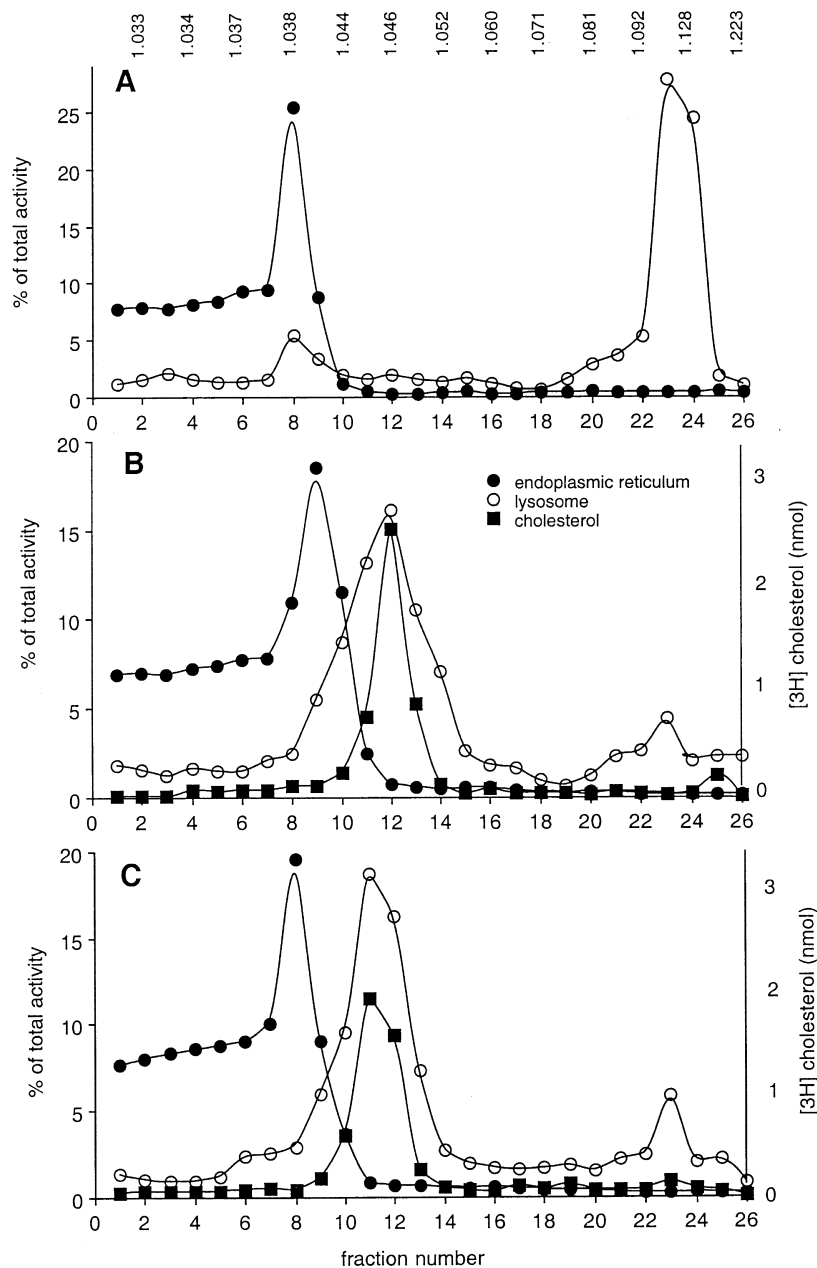 1.033 1.034 1.037 1.038 1.044 1.046 1.052 1.060 1.071 1.081 1.092 1.128 1.223
A
% of total activity
25
20
15
10
5
0
0 2 4 6 8 10 12 14 16 18 20 22 24 26
B
endoplasmic reticulum
lysosome
cholesterol
% of total activity
20
15
10
5
0
3
2
1
0
[3H] cholesterol (nmol)
0 2 4 6 8 10 12 14 16 18 20 22 24 26
C
% of total activity
20
15
10
5
0
3
2
1
0
[3H] cholesterol (nmol)
0 2 4 6 8 10 12 14 16 18 20 22 24 26
fraction number